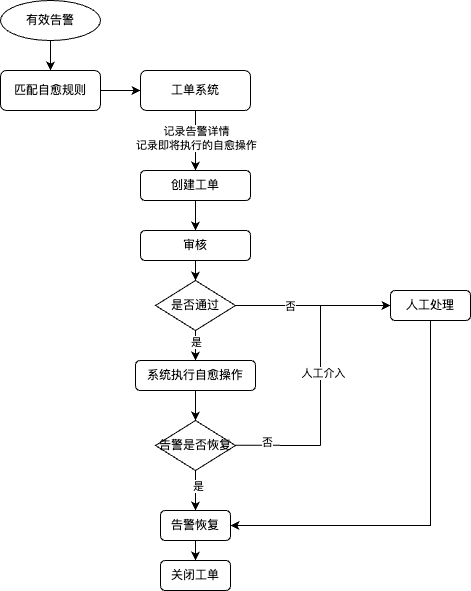 有效告警
匹配自愈规则
工单系统
记录告警详情
记录即将执行的自愈操作
创建工单
审核
是否通过
否
人工处理
是
系统执行自愈操作
人工介入
告警是否恢复
否
是
告警恢复
关闭工单